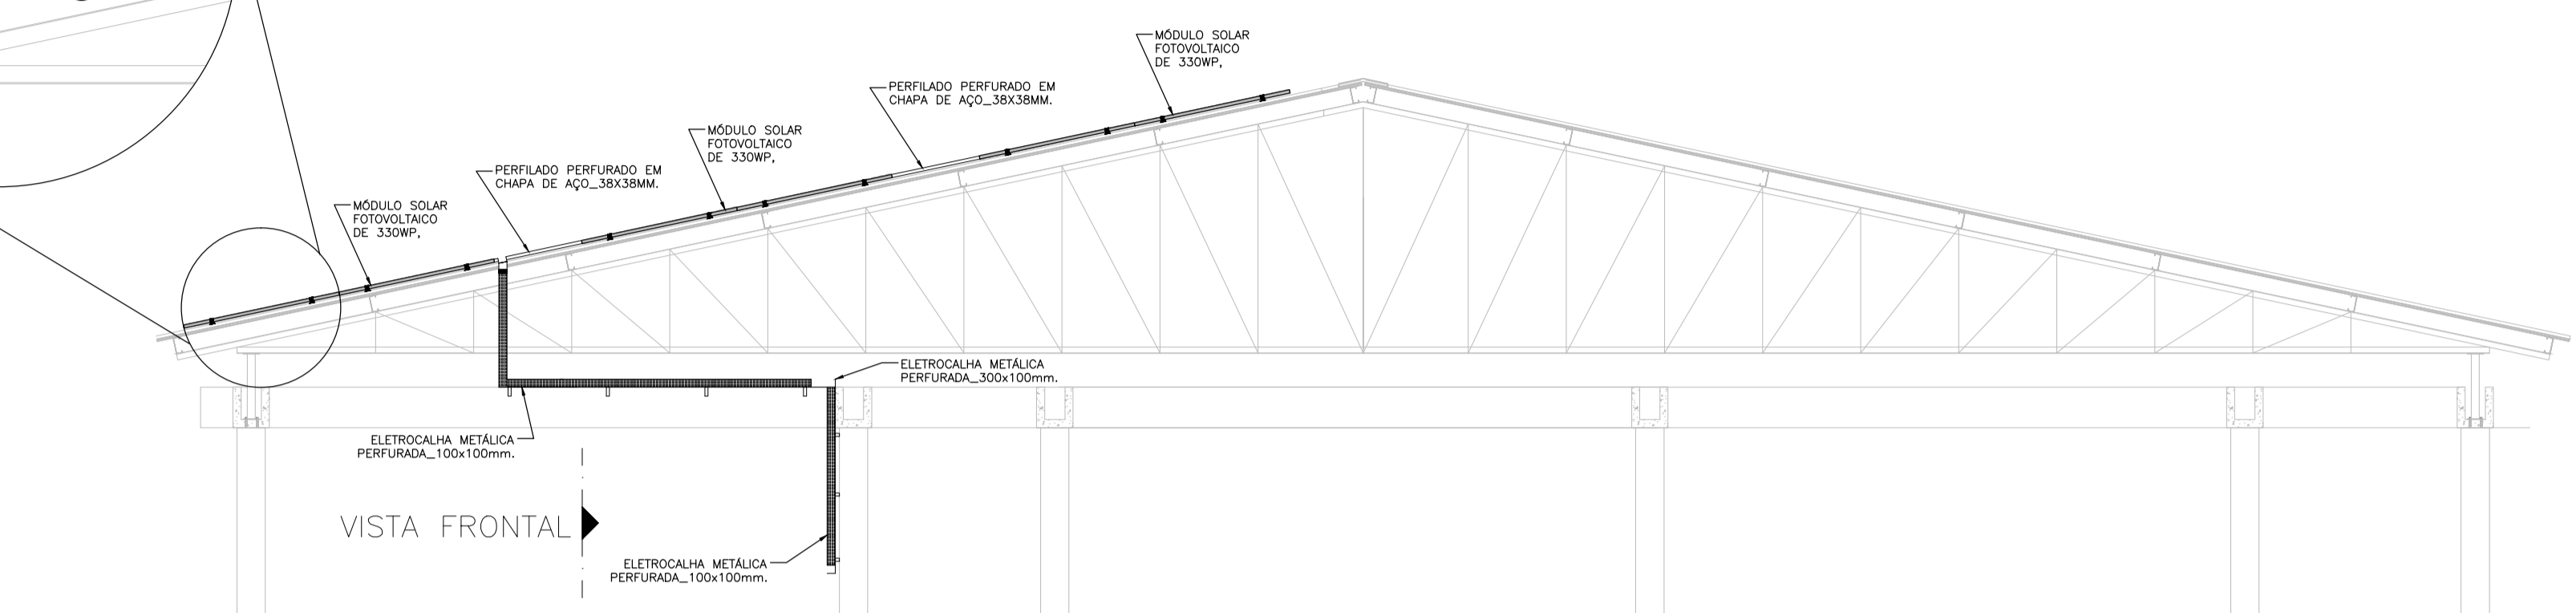 MÓDULO SOLAR
FOTOVOLTAICO
DE 330WP,
PERFILADO PERFURADO EM
CHAPA DE AÇO_38X38MM.
MÓDULO SOLAR
FOTOVOLTAICO
DE 330WP,
PERFILADO PERFURADO EM
CHAPA DE AÇO_38X38MM.
MÓDULO SOLAR
FOTOVOLTAICO
DE 330WP,
ELETROCALHA METÁLICA
PERFURADA_300x100mm.
ELETROCALHA METÁLICA
PERFURADA_100x100mm.
VISTA FRONTAL
ELETROCALHA METÁLICA
PERFURADA_100x100mm.